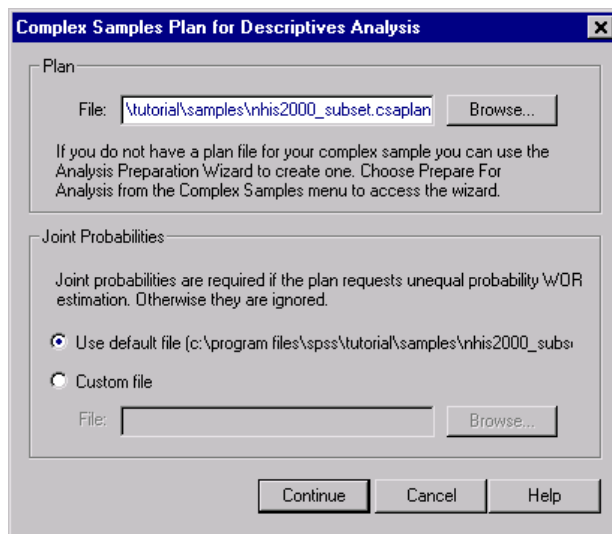 Complex Samples Plan for Descriptives Analysis
Plan
File: \tutorial\samples\nhis2000_subset.csaplan Browse...
If you do not have a plan file for your complex sample you can use the
Analysis Preparation Wizard to create one. Choose Prepare For
Analysis from the Complex Samples menu to access the wizard.
Joint Probabilities
Joint probabilities are required if the plan requests unequal probability WOR
estimation. Otherwise they are ignored.
Use default file (c:\program files\spss\tutorial\samples\nhis2000_subs
Custom file
File: Browse...
Continue Cancel Help